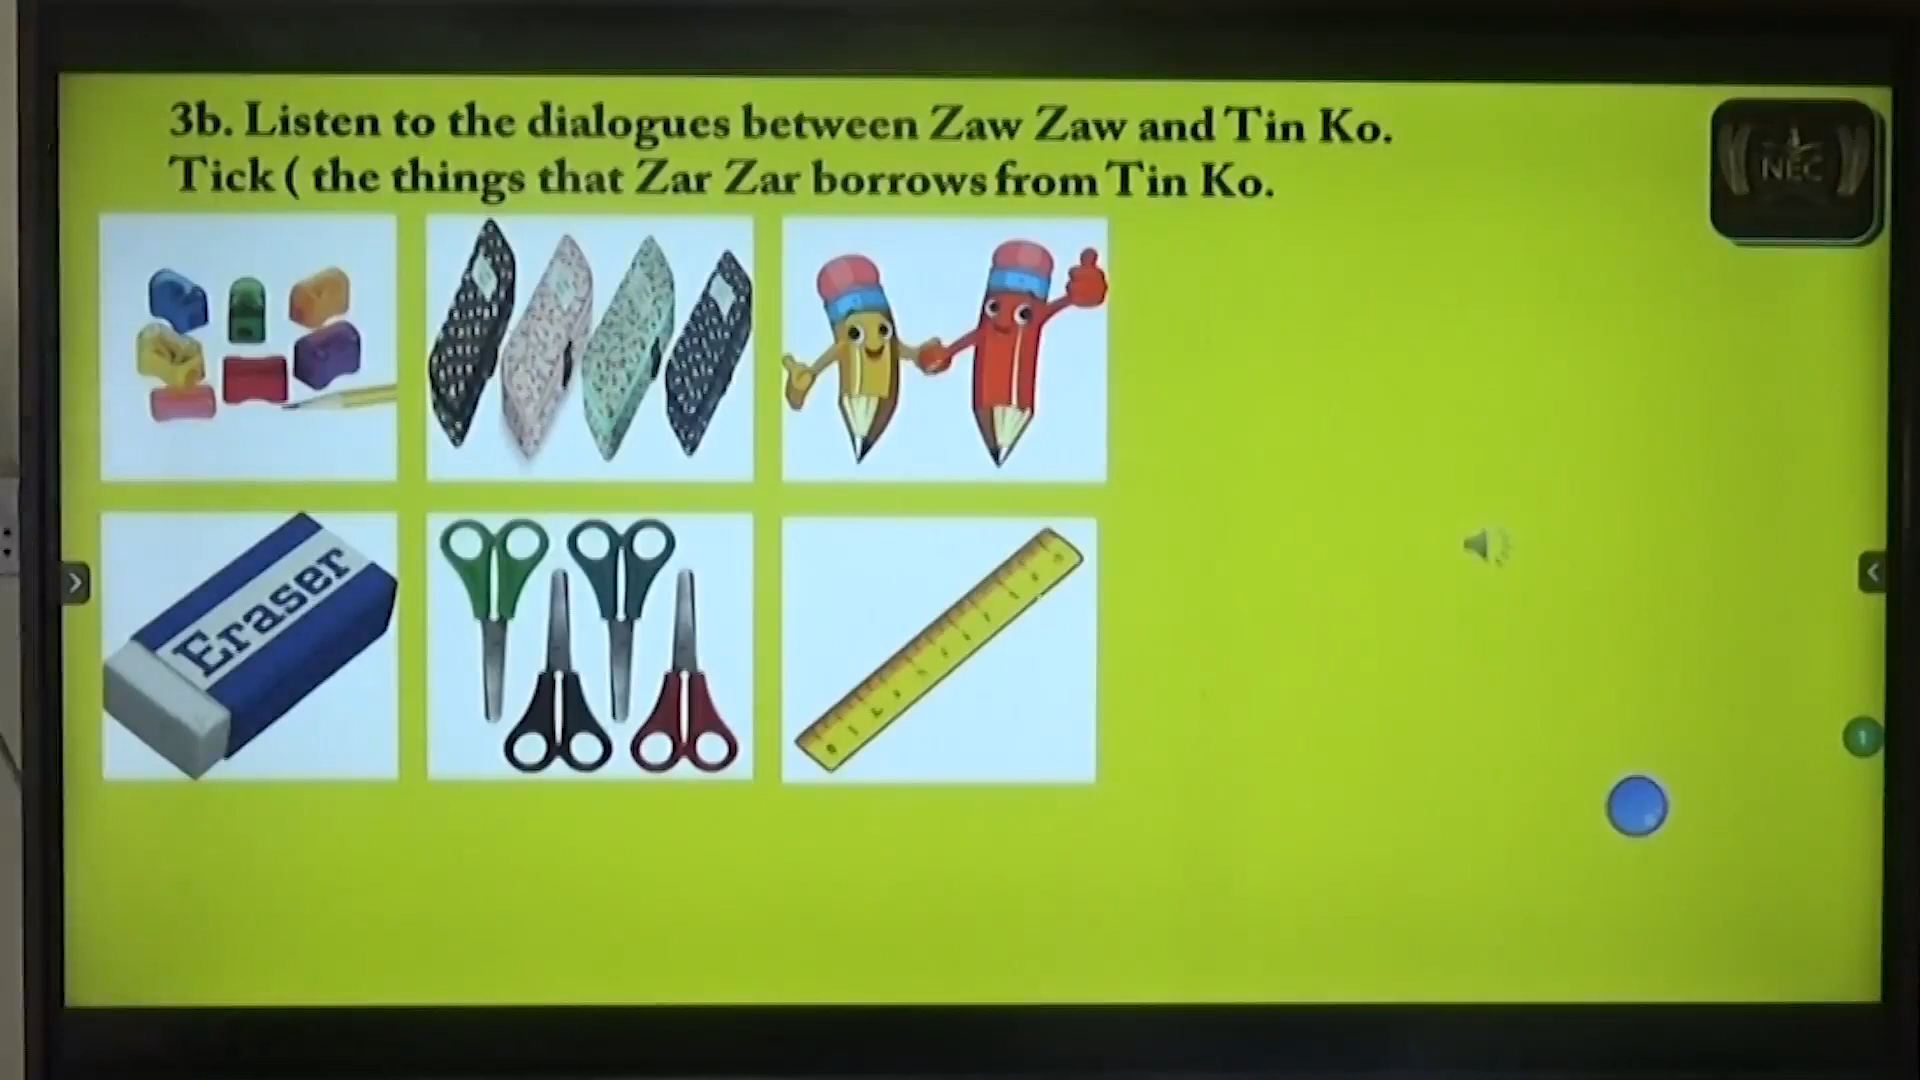 3b. Listen to the dialogues between Zaw Zaw and Tin Ko.
Tick ( the things that Zar Zar borrows from Tin Ko.
NEC
Eraser
1